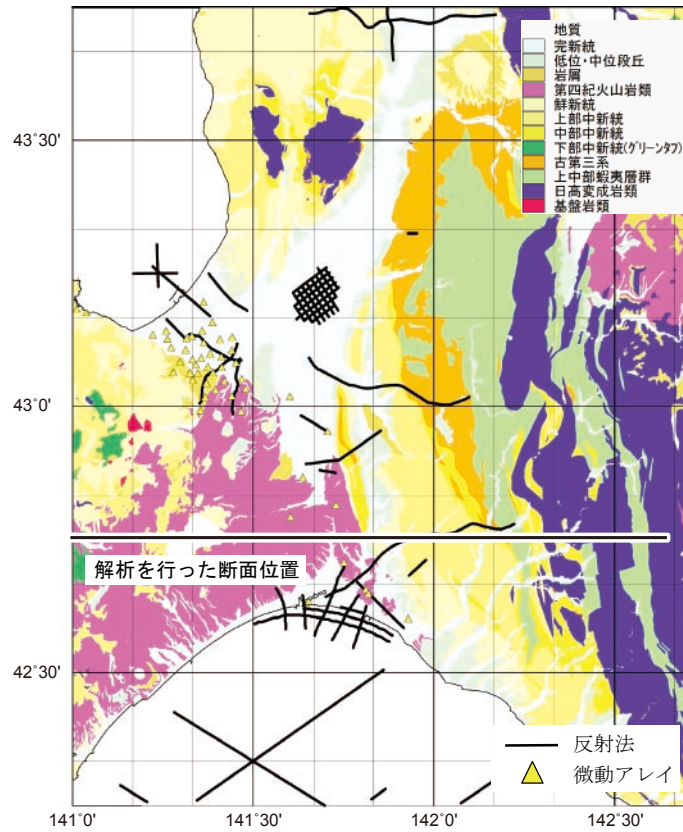 地質
完新統
低位・中位段丘
岩屑
第四紀火山岩類
鮮新統
上部中新統
中部中新統
下部中新統(グリーンタフ)
古第三系
上中部蝦夷層群
日高変成岩類
基盤岩類
43°30'
43°0'
解析を行った断面位置
42°30'
反射法
微動アレイ
141°0'
141°30'
142°0'
142°30'